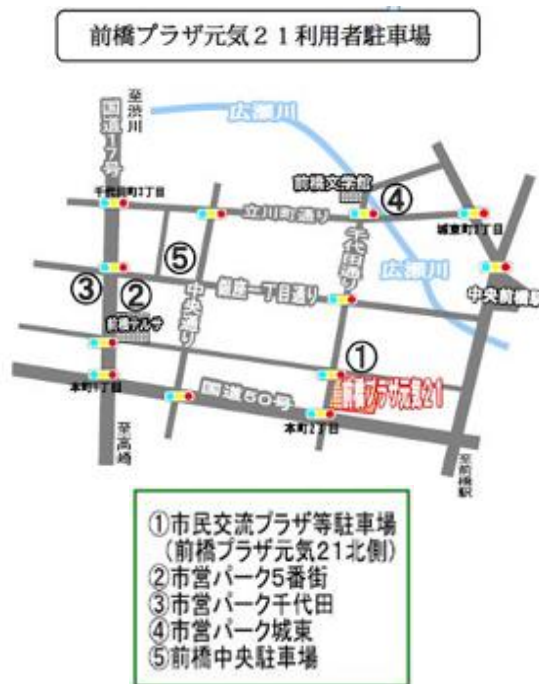 前橋プラザ元気21利用者駐車場
至渋川
国道17号
広瀬川
前橋文学館
④
千代田町3丁目
立川町通り
城東町2丁目
千代田通り
⑤
広瀬川
③
②
銀座一丁目通り
中央前橋駅
中央通り
前橋テルサ
①
前橋プラザ元気21
本町1丁目
国道50号
本町2丁目
至高崎
至前橋駅
①市民交流プラザ等駐車場
(前橋プラザ元気21北側)
②市営パーク5番街
③市営パーク千代田
④市営パーク城東
⑤前橋中央駐車場